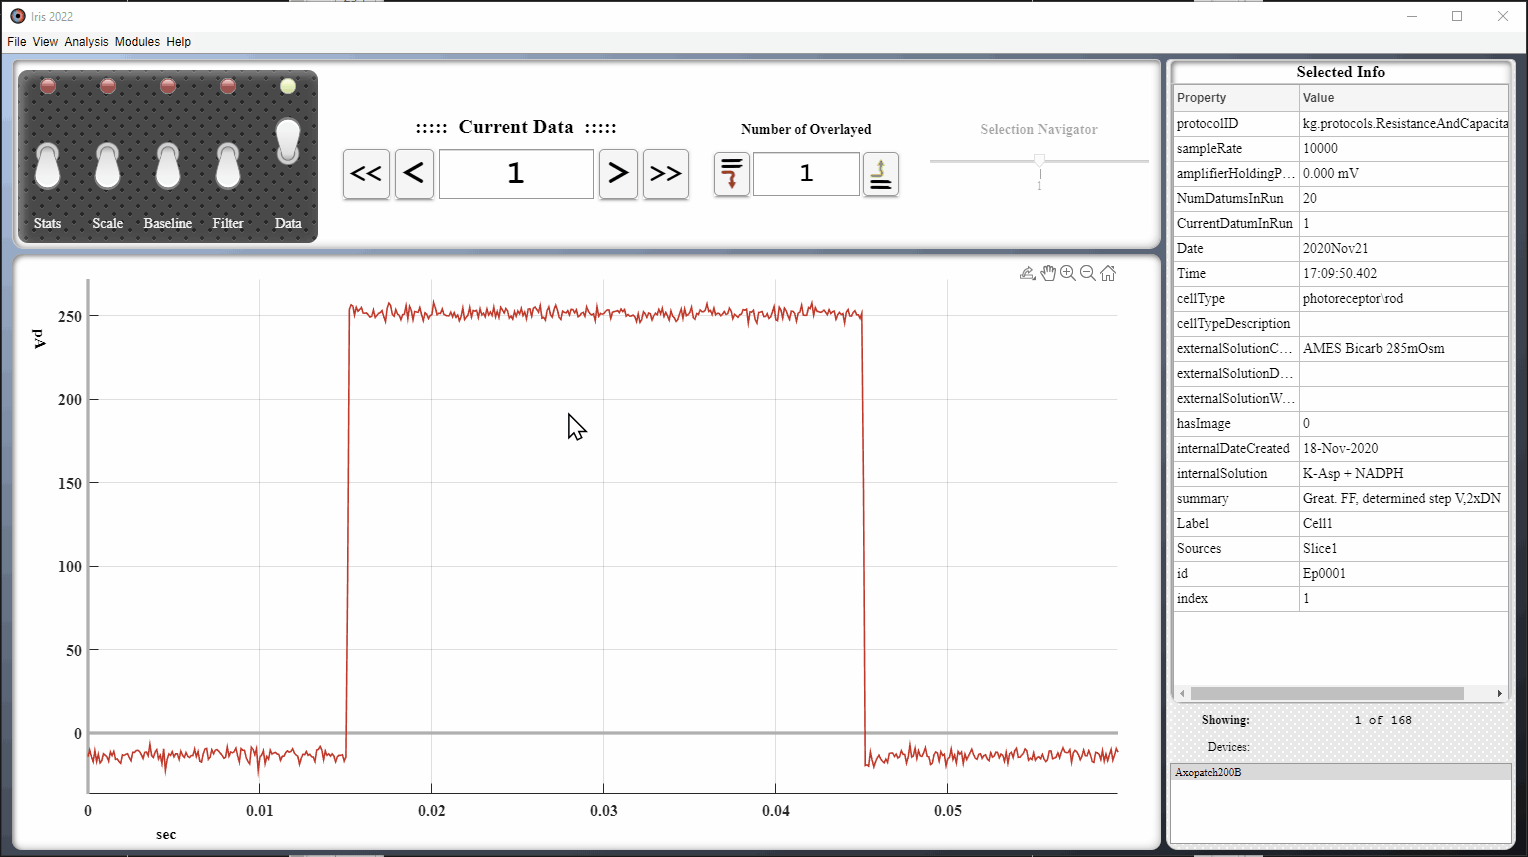 Iris 2022
File View Analysis Modules Help
Stats Scale Baseline Filter Data
::::: Current Data :::::
<< < 1 > >>
Number of Overlayed
1
Selection Navigator
1
pA
250
200
150
100
50
0
0 0.01 0.02 0.03 0.04 0.05
sec
Selected Info
Property Value
protocolID kg.protocols.ResistanceAndCapacita
sampleRate 10000
amplifierHoldingP... 0.000 mV
NumDatumsInRun 20
CurrentDatumInRun 1
Date 2020Nov21
Time 17:09:50.402
cellType photoreceptor\rod
cellTypeDescription
externalSolutionC... AMES Bicarb 285mOsm
externalSolutionD...
externalSolutionW...
hasImage 0
internalDateCreated 18-Nov-2020
internalSolution K-Asp + NADPH
summary Great. FF, determined step V,2xDN
Label Cell1
Sources Slice1
id Ep0001
index 1
Showing: 1 of 168
Devices:
Axopatch200B